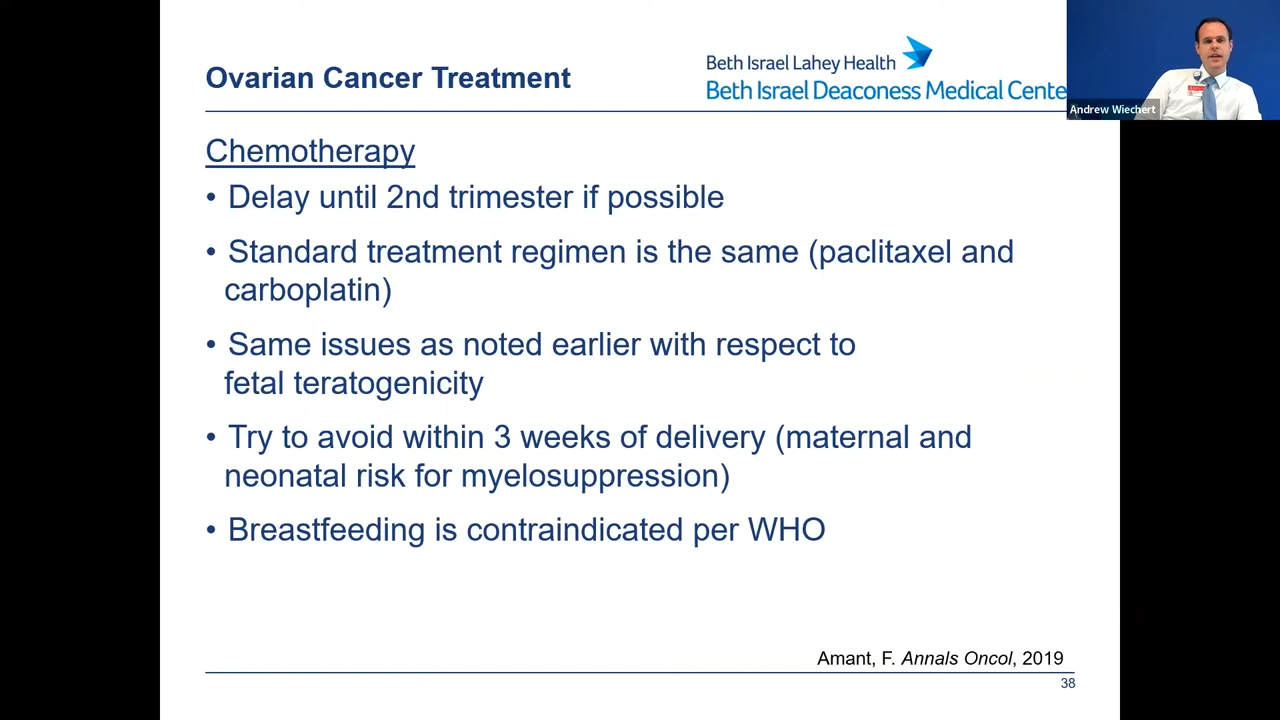 Ovarian Cancer Treatment
Beth Israel Lahey Health
Beth Israel Deaconess Medical Cente
Andrew Wiechert
Chemotherapy
• Delay until 2nd trimester if possible
• Standard treatment regimen is the same (paclitaxel and
carboplatin)
• Same issues as noted earlier with respect to
fetal teratogenicity
• Try to avoid within 3 weeks of delivery (maternal and
neonatal risk for myelosuppression)
• Breastfeeding is contraindicated per WHO
Amant, F. Annals Oncol, 2019
38